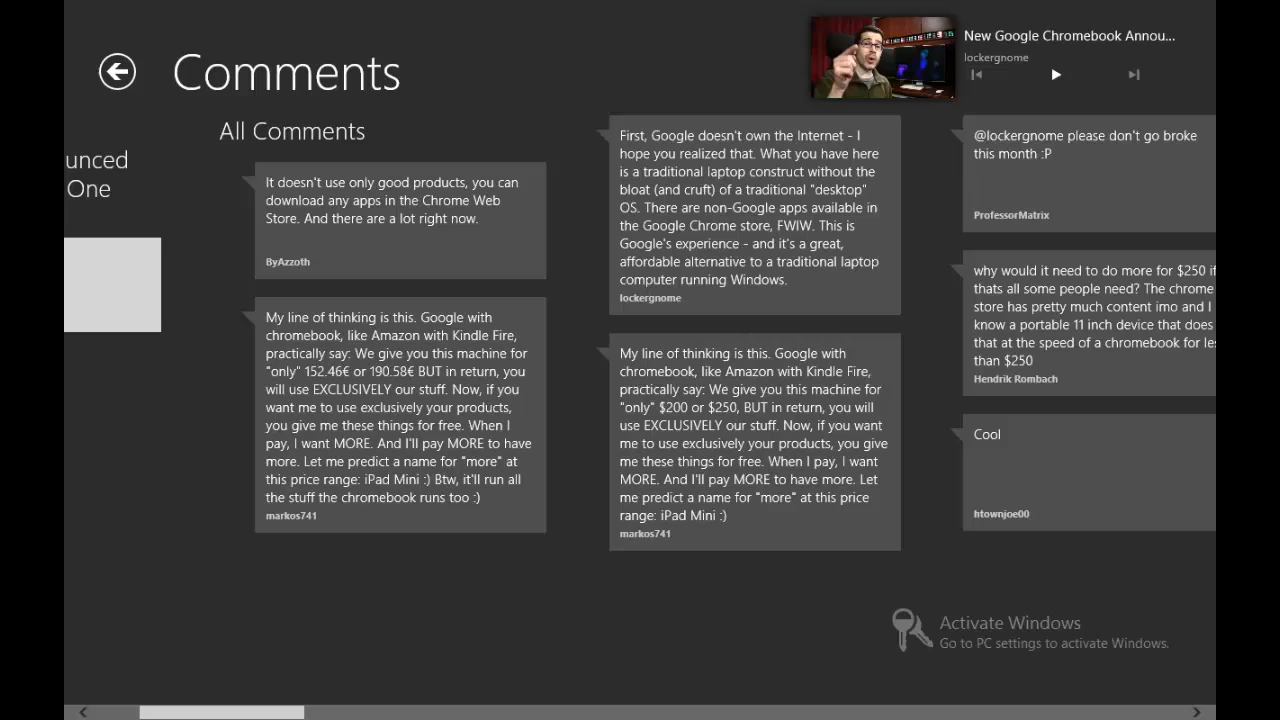 Comments
New Google Chromebook Annou...
lockergnome
unced
One
All Comments
It doesn't use only good products, you can
download any apps in the Chrome Web
Store. And there are a lot right now.
ByAzzoth
My line of thinking is this. Google with
chromebook, like Amazon with Kindle Fire,
practically say: We give you this machine for
"only" 152.46€ or 190.58€ BUT in return, you
will use EXCLUSIVELY our stuff. Now, if you
want me to use exclusively your products,
you give me these things for free. When I
pay, I want MORE. And I'll pay MORE to have
more. Let me predict a name for "more" at
this price range: iPad Mini :) Btw, it'll run all
the stuff the chromebook runs too :)
markos741
First, Google doesn't own the Internet - I
hope you realized that. What you have here
is a traditional laptop construct without the
bloat (and cruft) of a traditional "desktop"
OS. There are non-Google apps available in
the Google Chrome store, FWIW. This is
Google's experience - and it's a great,
affordable alternative to a traditional laptop
computer running Windows.
lockergnome
My line of thinking is this. Google with
chromebook, like Amazon with Kindle Fire,
practically say: We give you this machine for
"only" $200 or $250, BUT in return, you will
use EXCLUSIVELY our stuff. Now, if you want
me to use exclusively your products, you give
me these things for free. When I pay, I want
MORE. And I'll pay MORE to have more. Let
me predict a name for "more" at this price
range: iPad Mini :)
markos741
@lockergnome please don't go broke
this month :P
ProfessorMatrix
why would it need to do more for $250 if
thats all some people need? The chrome
store has pretty much content imo and I
know a portable 11 inch device that does
that at the speed of a chromebook for les
than $250
Hendrik Rombach
Cool
htownjoe00
Activate Windows
Go to PC settings to activate Windows.